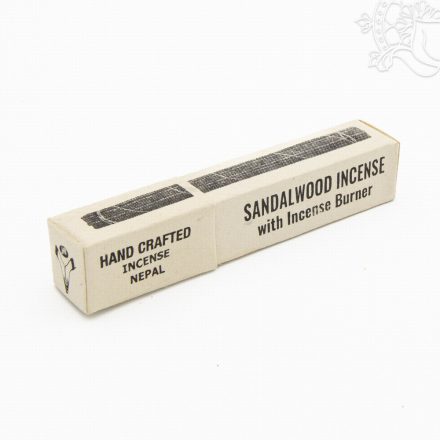 HAND CRAFTED
INCENSE
NEPAL
SANDALWOOD INCENSE
with Incense Burner